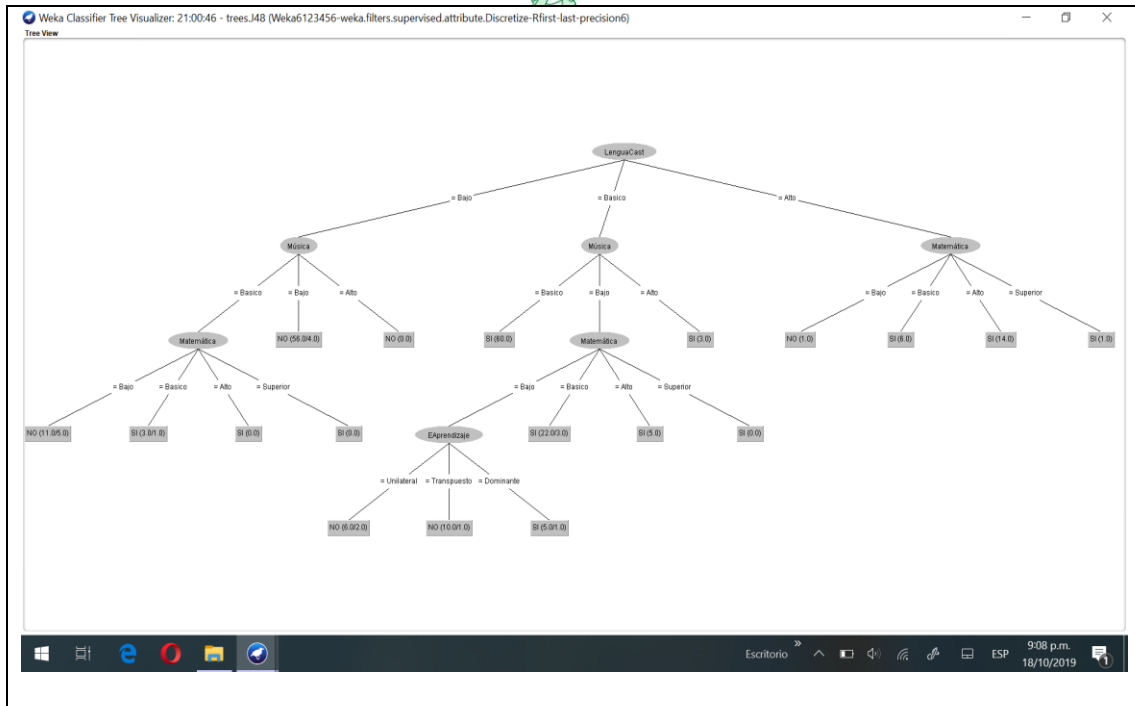 Weka Classifier Tree Visualizer: 21:00:46 - trees.J48 (Weka6123456-weka.filters.supervised.attribute.Discretize-Rfirst-last-precision6)
Tree View
LenguaCast
= Bajo = Basico = Alto
Música Música Matemática
= Basico = Bajo = Alto = Basico = Bajo = Alto = Bajo = Basico = Alto = Superior
Matemática NO (56.0/4.0) NO (0.0) SI (60.0) Matemática SI (3.0) NO (1.0) SI (6.0) SI (14.0) SI (1.0)
= Bajo = Basico = Alto = Superior = Bajo = Basico = Alto = Superior
NO (11.0/5.0) SI (3.0/1.0) SI (0.0) SI (0.0) EAprendizaje SI (22.0/3.0) SI (5.0) SI (0.0)
= Unilateral = Transpuesto = Dominante
NO (6.0/2.0) NO (10.0/1.0) SI (5.0/1.0)
Escritorio » ESP 9:08 p.m.
18/10/2019 1